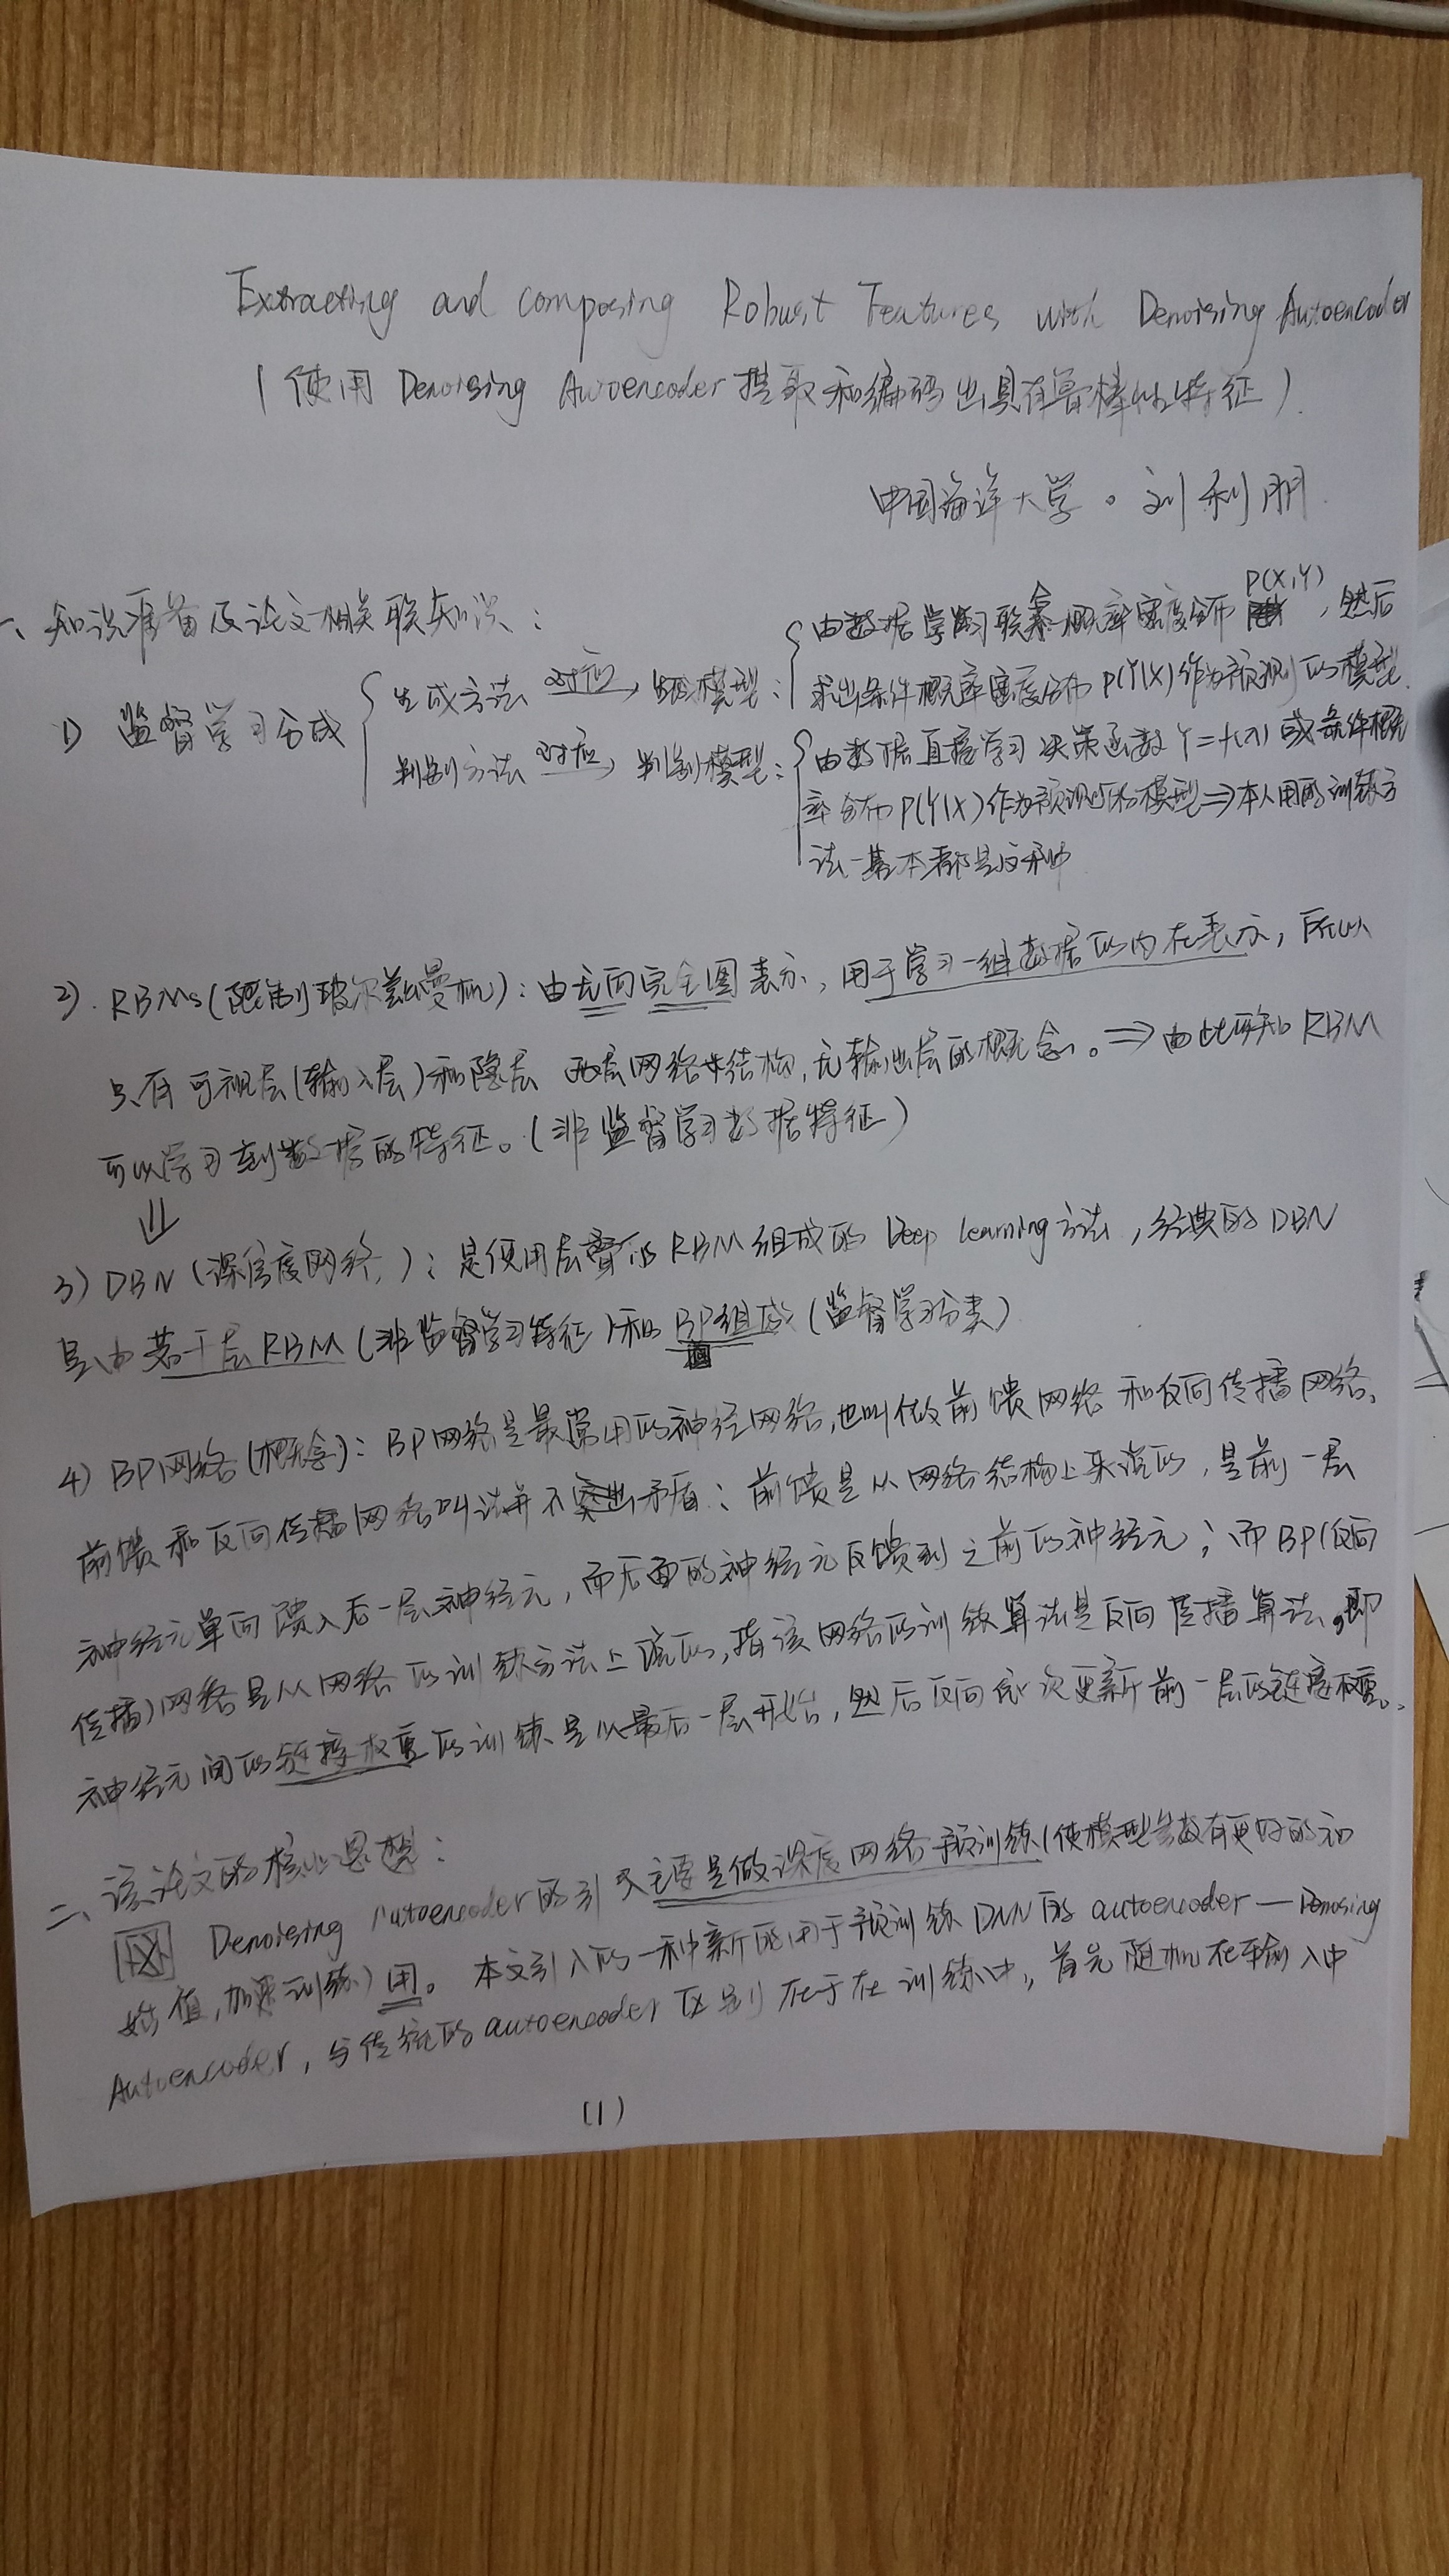 Extracting and composing Robust Features with Denoising Autoencoder
(使用 Denoising Autoencoder 提取和编码出具有鲁棒性特征).
中国海洋大学。刘利朋
一、知识准备及论文相关联知识:
1) 监督学习分成
生成方法 对应 生成模型: 由数据学习联合概率密度分布 P(X,Y), 然后
求出条件概率密度分布 P(Y|X) 作为预测的模型
判别方法 对应 判别模型: 由数据直接学习决策函数 Y=f(x) 或条件概
率分布 P(Y|X) 作为预测的模型⇒本人用的训练方
法一基本都是这种
2). RBMs(限制玻尔兹曼机): 由无向完全图表示, 用于学习一组数据的内在表示, 所以
只有可视层(输入层)和隐层 两层网络结构, 无输出层的概念。⇒由此可知 RBM
可以学习到数据的特征。(非监督学习数据特征)
⇓
3) DBN (深信度网络,): 是使用层叠的 RBM 组成的 Deep learning 方法, 经典的 DBN
是由若干层 RBM (非监督学习特征) 和 BP 组成 (监督学习分类)
4) BP网络(概念): BP网络是最常用的神经网络, 也叫做前馈网络和反向传播网络.
前馈和反向传播网络叫法并不矛盾: 前馈是从网络结构上来说的, 是前一层
神经元单向馈入后一层神经元, 而后面的神经元反馈到之前的神经元; 而 BP(反向
传播)网络是从网络的训练方法上说的, 指该网络的训练算法是反向传播算法, 即
神经元间的链接权重的训练是从最后一层开始, 然后反向依次更新前一层的链接权重。
二、该论文的核心思想:
Denoising Autoencoder 的引入主要是做深度网络预训练(使模型参数有更好的初
始值, 加速训练) 用。本文引入的一种新的用于预训练 DNN 的 autoencoder — Denosing
Autoencoder, 与传统的 autoencoder 区别在于在训练中, 首先随机在输入中
(1)